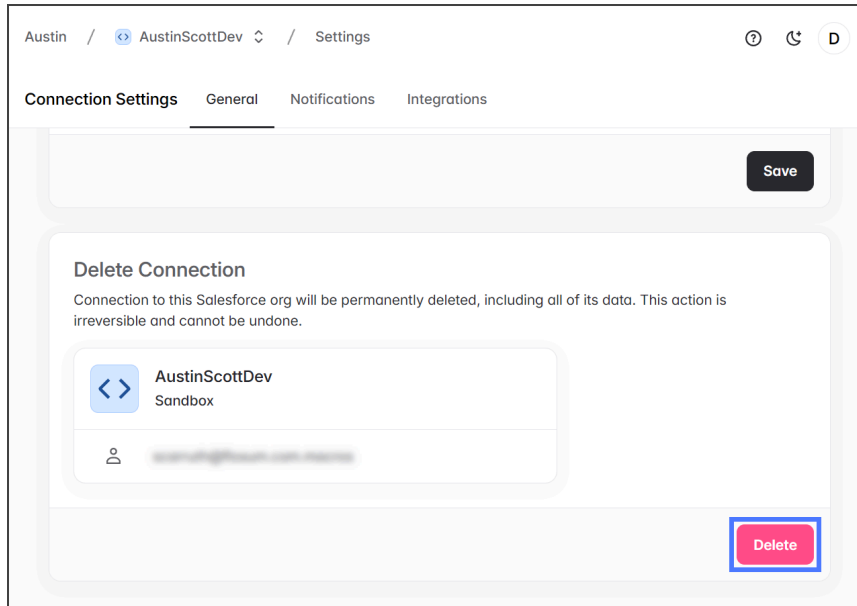 Austin / AustinScottDev / Settings
D
Connection Settings General Notifications Integrations
Save
Delete Connection
Connection to this Salesforce org will be permanently deleted, including all of its data. This action is
irreversible and cannot be undone.
AustinScottDev
Sandbox
Delete